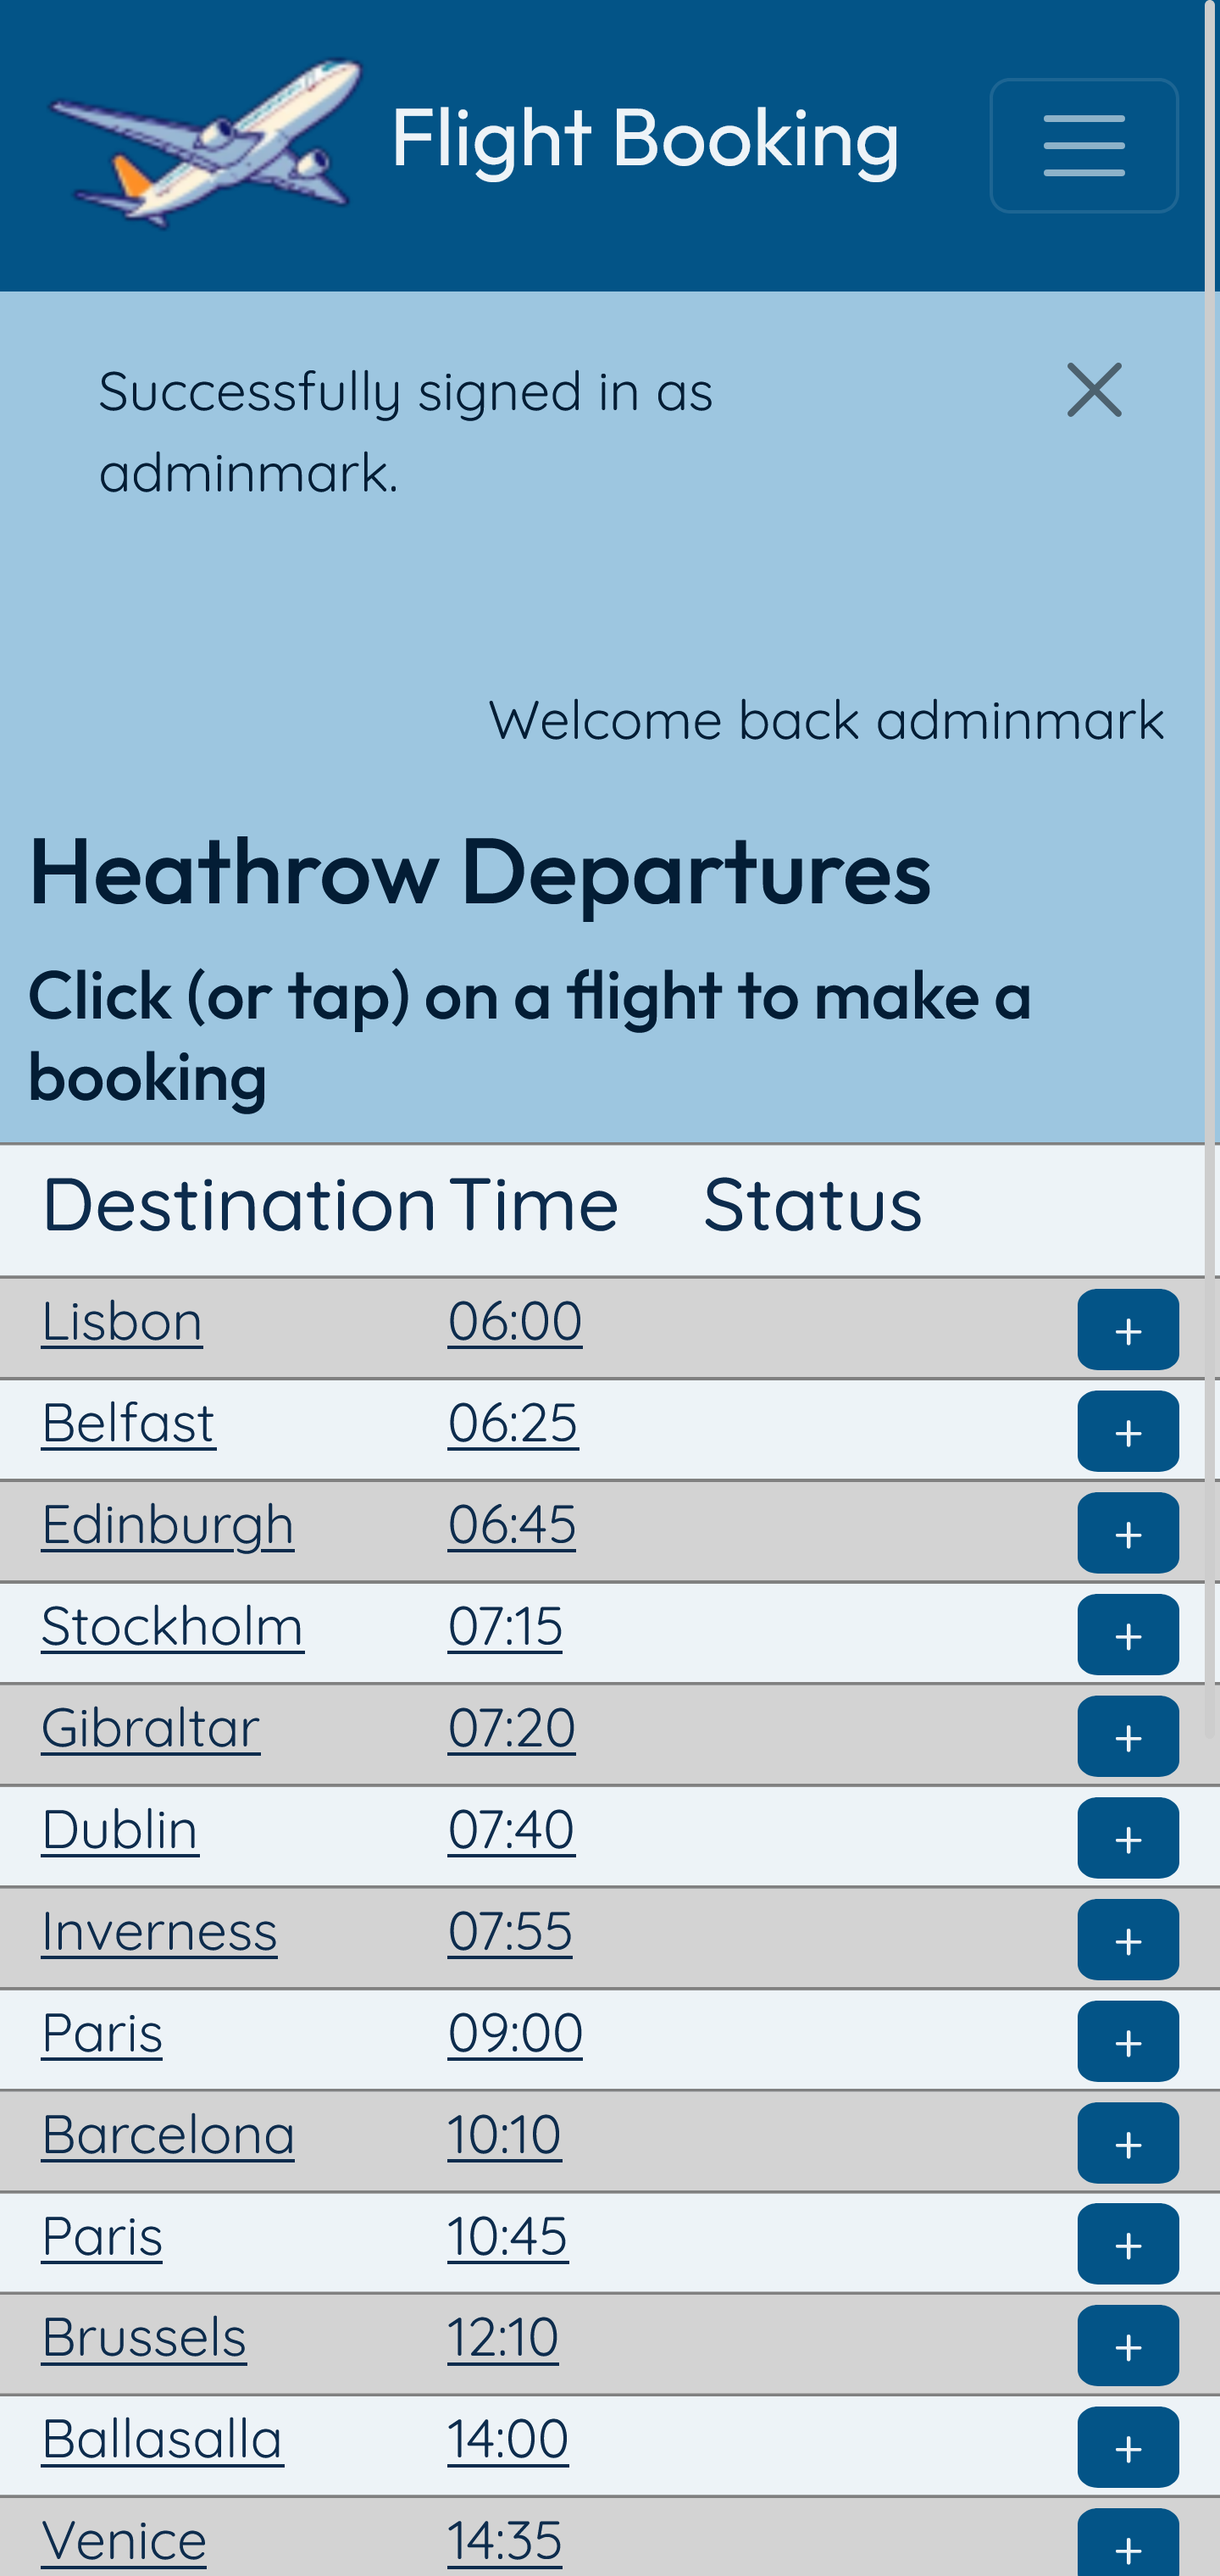 Flight Booking
Successfully signed in as
adminmark.
Welcome back adminmark
Heathrow Departures
Click (or tap) on a flight to make a
booking
Destination Time Status
Lisbon 06:00 +
Belfast 06:25 +
Edinburgh 06:45 +
Stockholm 07:15 +
Gibraltar 07:20 +
Dublin 07:40 +
Inverness 07:55 +
Paris 09:00 +
Barcelona 10:10 +
Paris 10:45 +
Brussels 12:10 +
Ballasalla 14:00 +
Venice 14:35 +